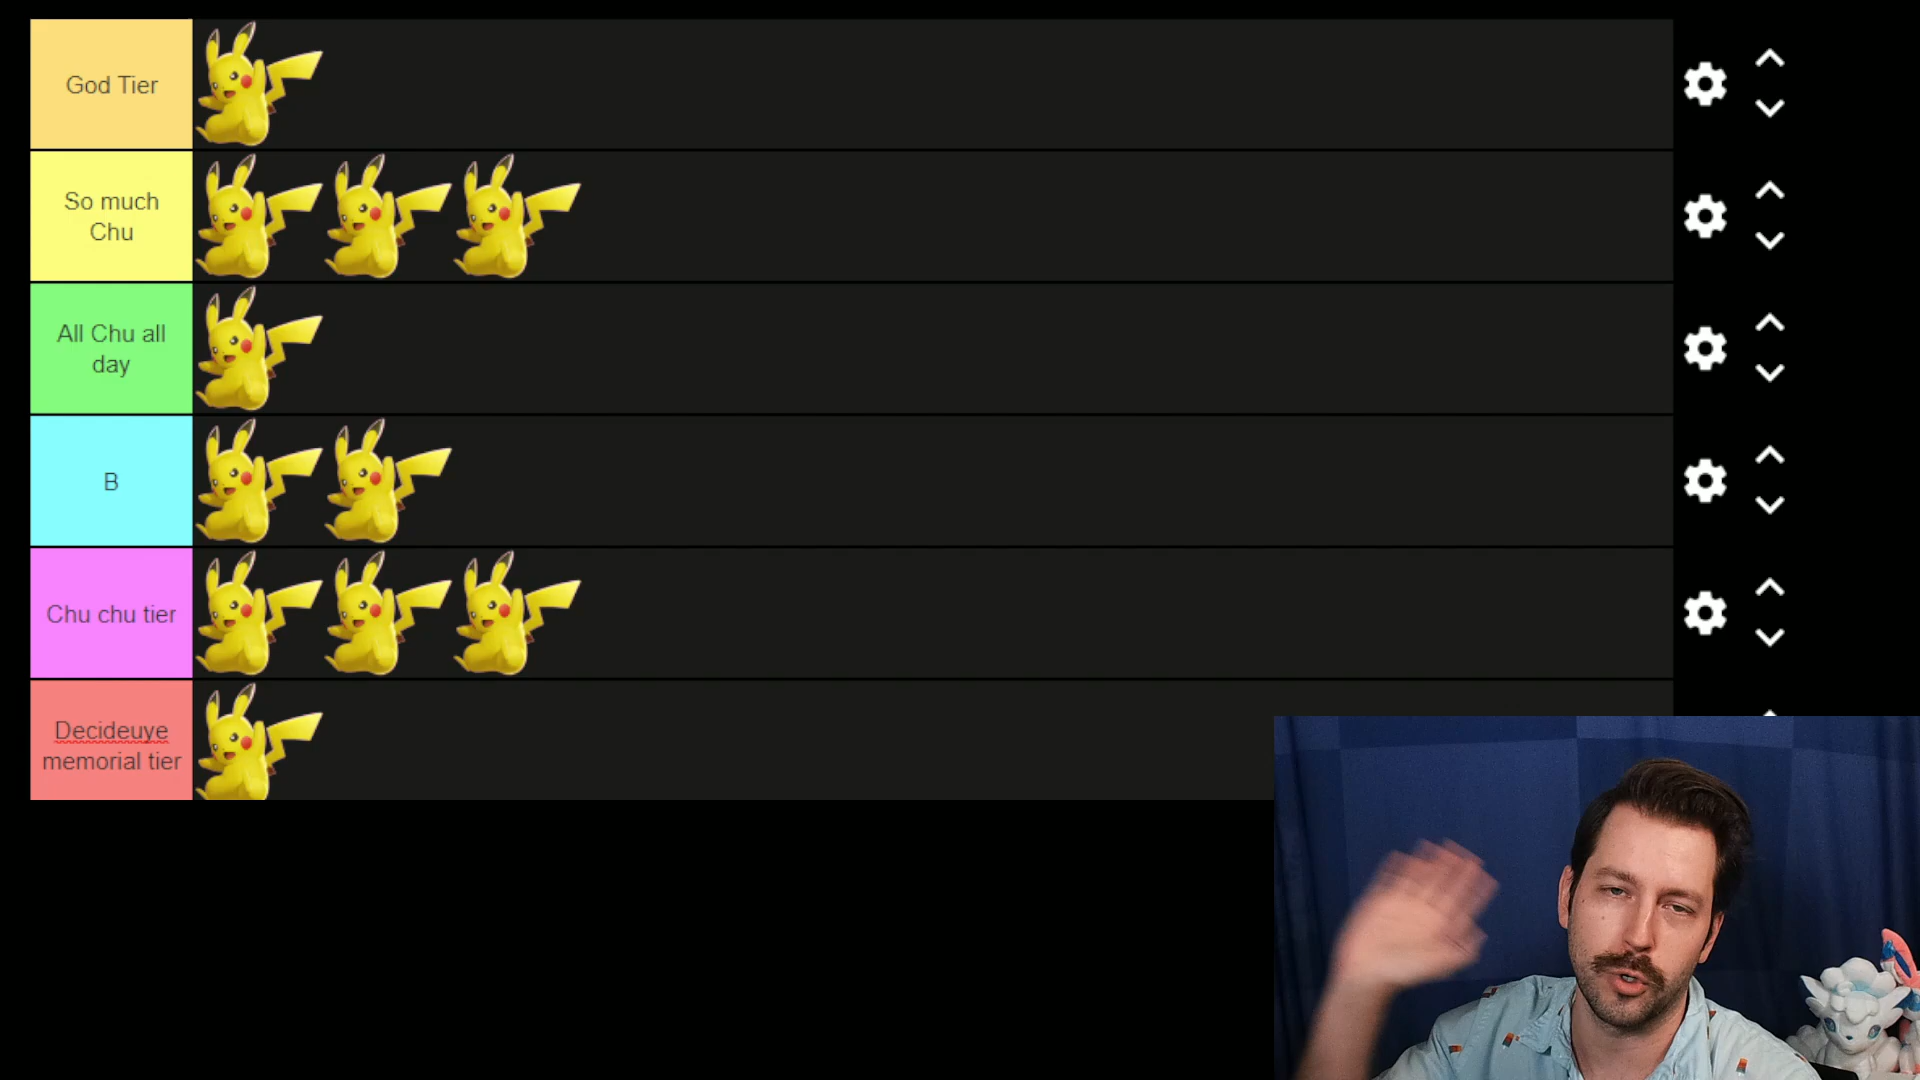 God Tier
So much
Chu
All Chu all
day
B
Chu chu tier
Decideuye
memorial tier